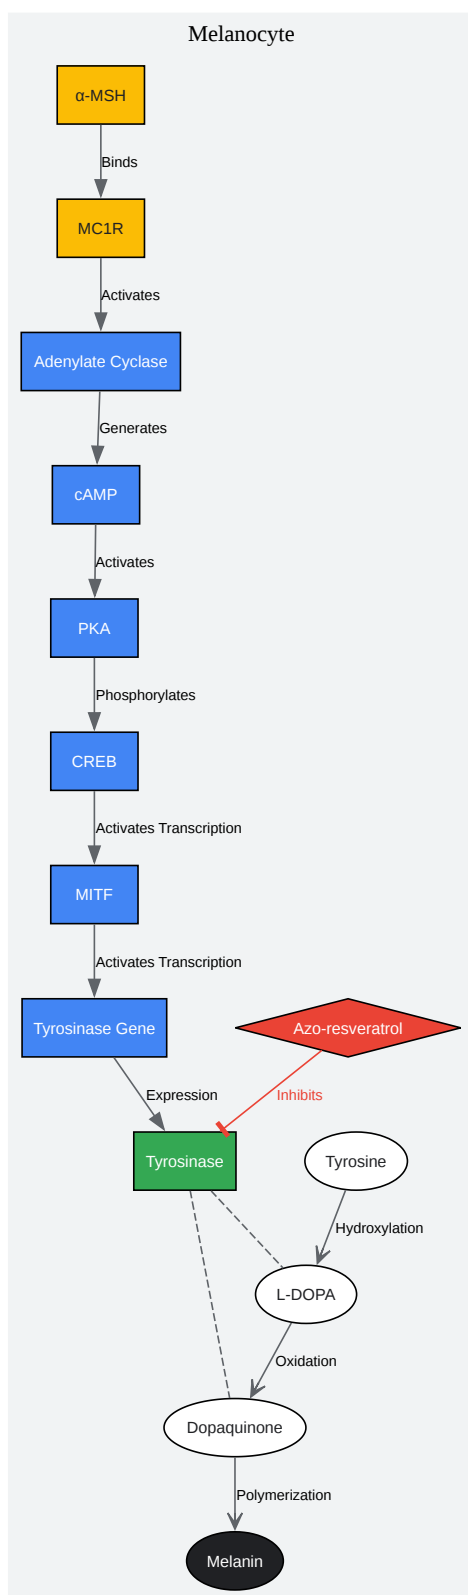 Melanocyte
α-MSH
Binds
MC1R
Activates
Adenylate Cyclase
Generates
cAMP
Activates
PKA
Phosphorylates
CREB
Activates Transcription
MITF
Activates Transcription
Tyrosinase Gene
Azo-resveratrol
Expression
Inhibits
Tyrosinase
Tyrosine
Hydroxylation
L-DOPA
Oxidation
Dopaquinone
Polymerization
Melanin